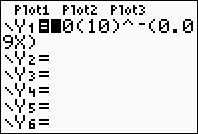 Plot1 Plot2 Plot3
\Y1=■0(10)^-(0.0
9X)
\Y2=
\Y3=
\Y4=
\Y5=
\Y6=